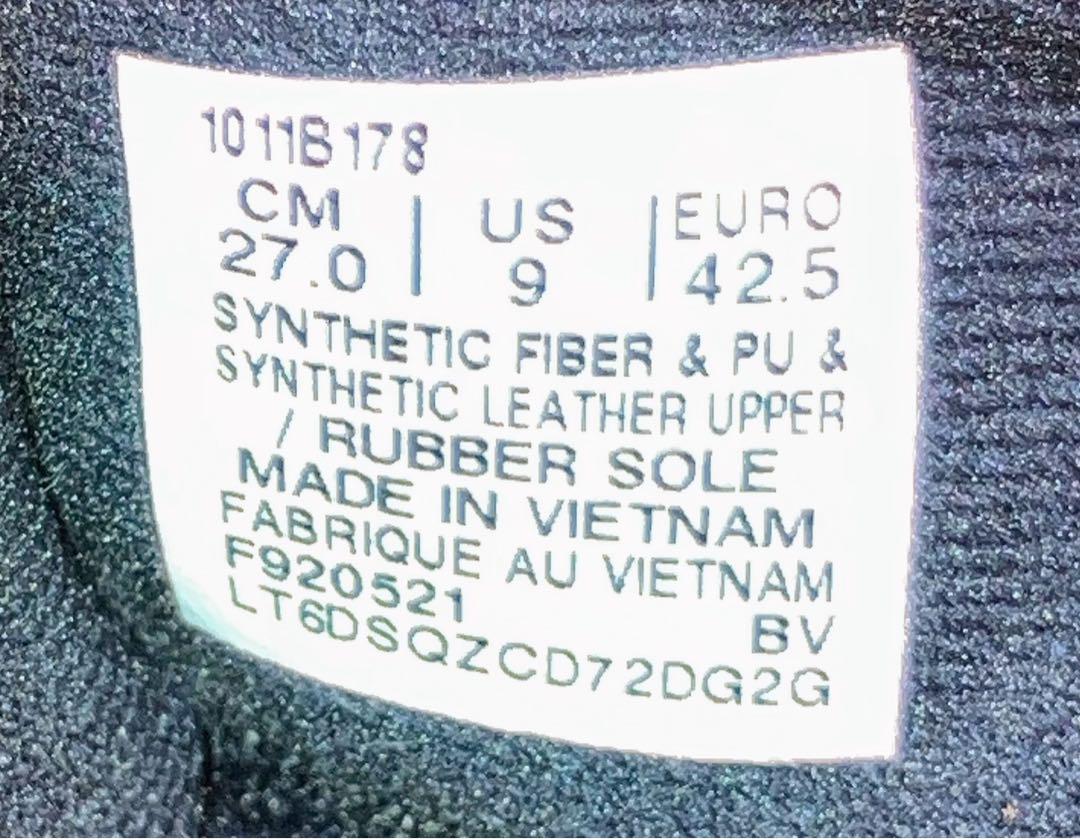 1011B178
CM | US | EURO
27.0 | 9 | 42.5
SYNTHETIC FIBER & PU &
SYNTHETIC LEATHER UPPER
/ RUBBER SOLE
MADE IN VIETNAM
FABRIQUE AU VIETNAM
F920521 BV
LT6DSQZCD72DG2G